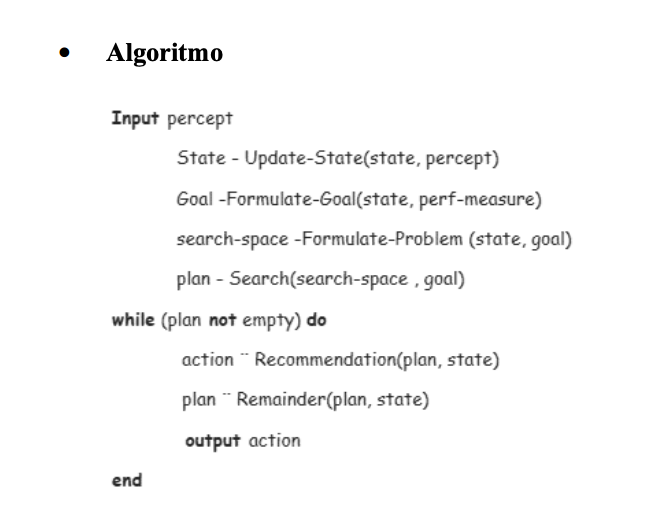 • Algoritmo
Input percept
State - Update-State(state, percept)
Goal -Formulate-Goal(state, perf-measure)
search-space -Formulate-Problem (state, goal)
plan - Search(search-space , goal)
while (plan not empty) do
action ¨ Recommendation(plan, state)
plan ¨ Remainder(plan, state)
output action
end